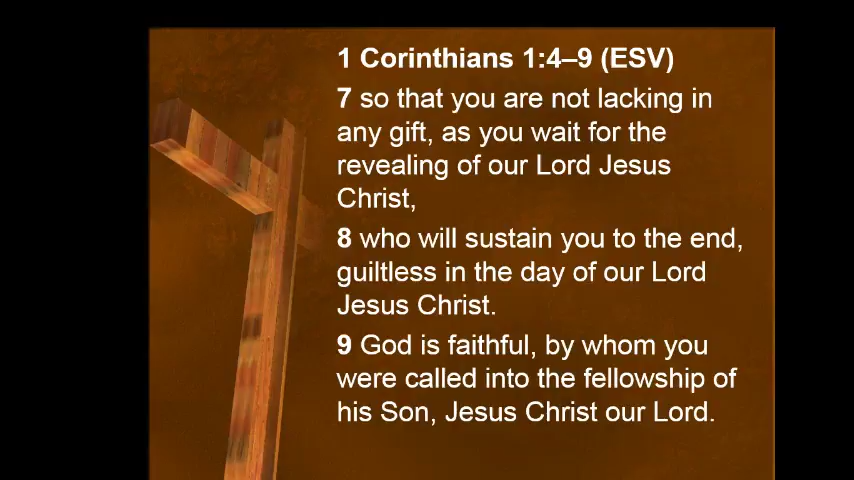 1 Corinthians 1:4–9 (ESV)
7 so that you are not lacking in
any gift, as you wait for the
revealing of our Lord Jesus
Christ,
8 who will sustain you to the end,
guiltless in the day of our Lord
Jesus Christ.
9 God is faithful, by whom you
were called into the fellowship of
his Son, Jesus Christ our Lord.